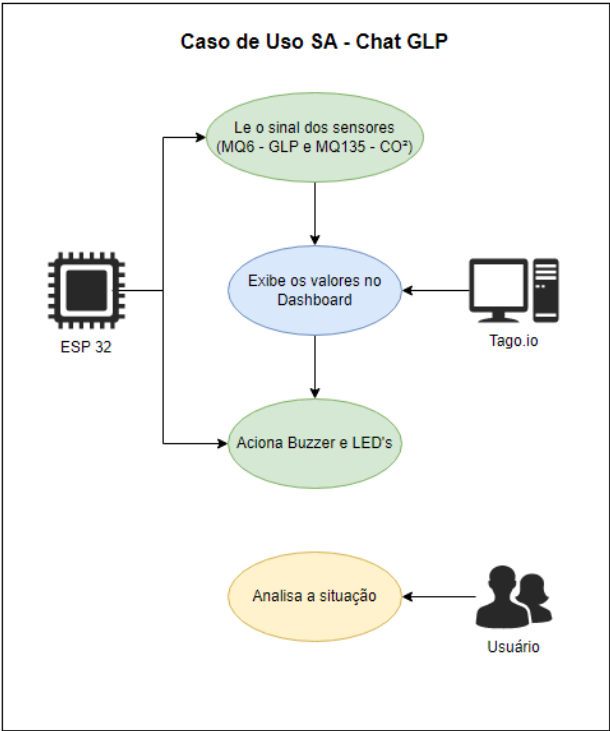 Caso de Uso SA - Chat GLP
Le o sinal dos sensores
(MQ6 - GLP e MQ135 - CO²)
Exibe os valores no
Dashboard
ESP 32
Tago.io
Aciona Buzzer e LED's
Analisa a situação
Usuário